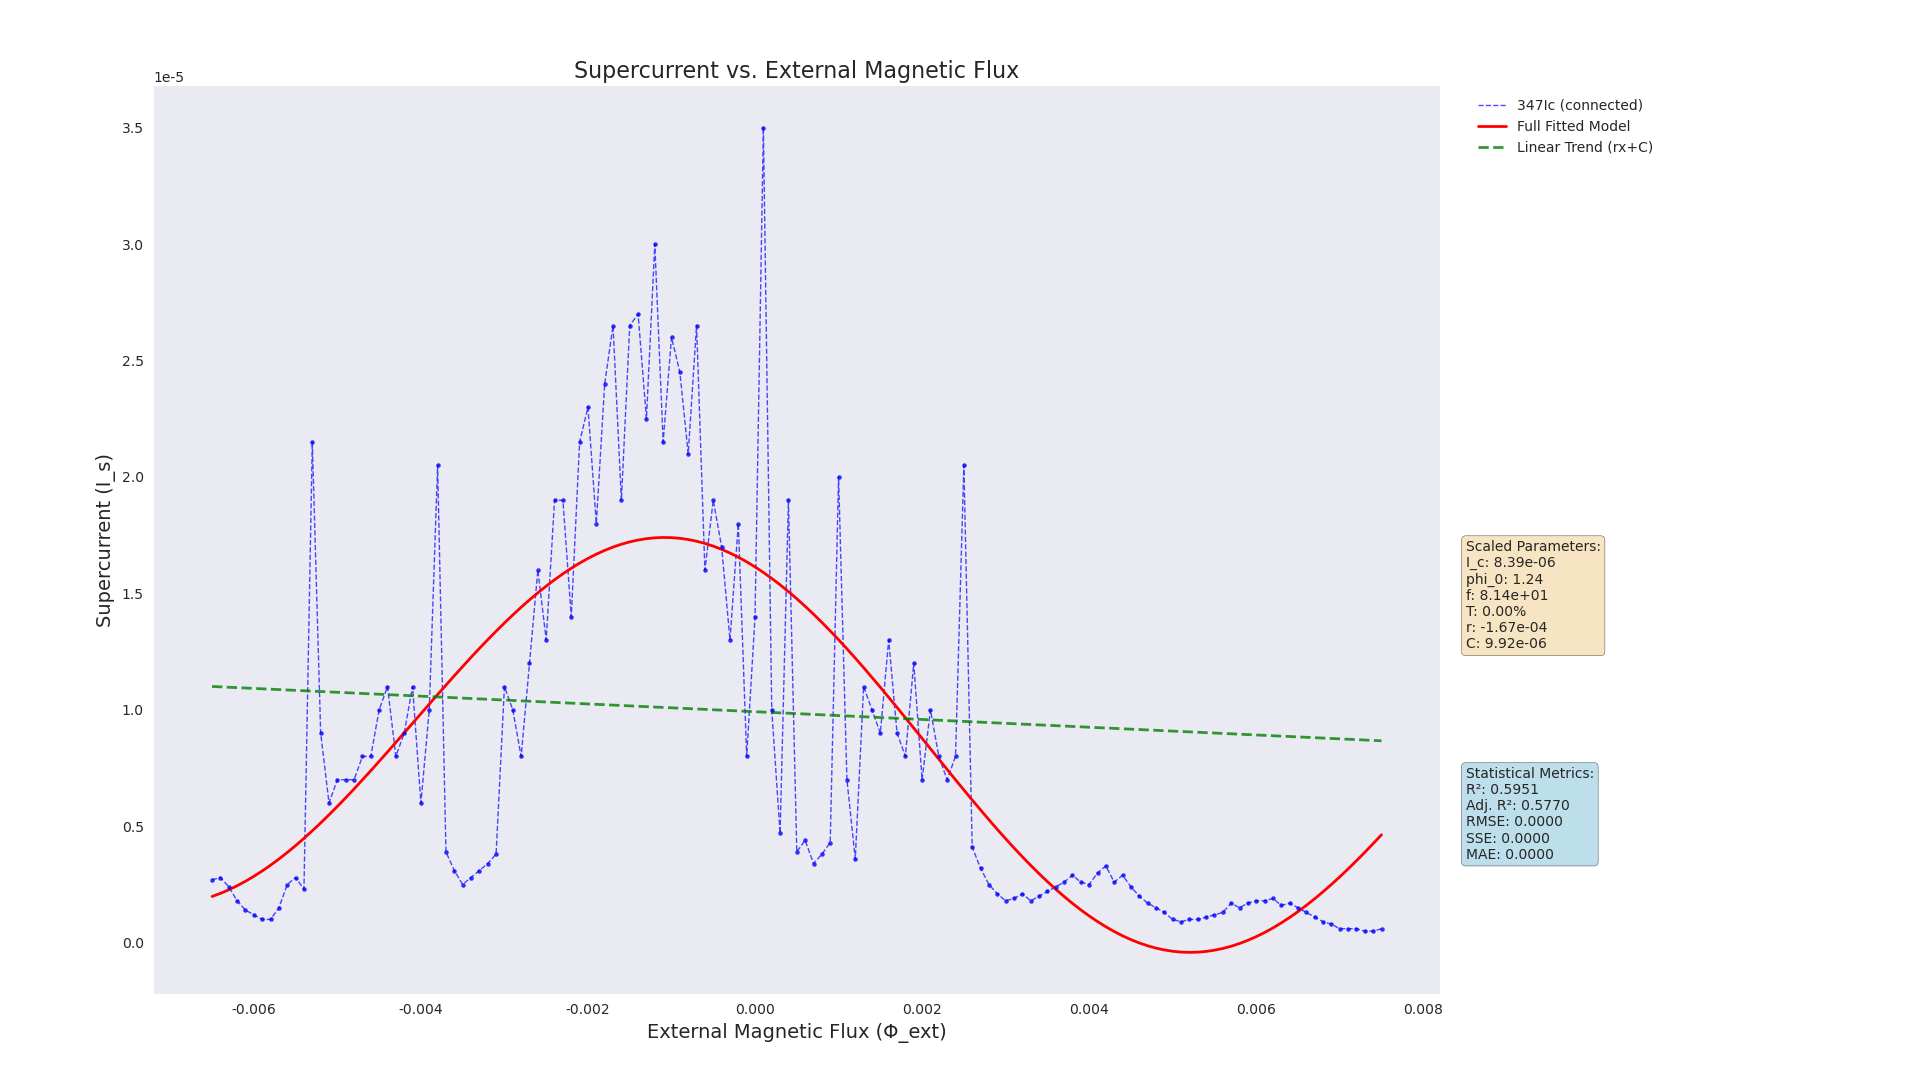 Supercurrent vs. External Magnetic Flux
1e-5
3.5
3.0
2.5
2.0
1.5
1.0
0.5
0.0
Supercurrent (I_s)
-0.006 -0.004 -0.002 0.000 0.002 0.004 0.006 0.008
External Magnetic Flux (Φ_ext)
347Ic (connected)
Full Fitted Model
Linear Trend (rx+C)
Scaled Parameters:
I_c: 8.39e-06
phi_0: 1.24
f: 8.14e+01
T: 0.00%
r: -1.67e-04
C: 9.92e-06
Statistical Metrics:
R²: 0.5951
Adj. R²: 0.5770
RMSE: 0.0000
SSE: 0.0000
MAE: 0.0000